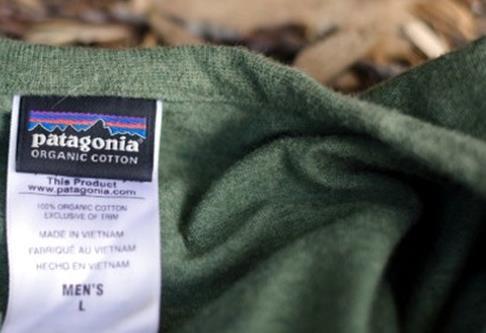 patagonia®
ORGANIC COTTON
This Product
www.patagonia.com
100% ORGANIC COTTON
EXCLUSIVE OF TRIM
MADE IN VIETNAM
FABRIQUÉ AU VIETNAM
HECHO EN VIETNAM
MEN'S
L